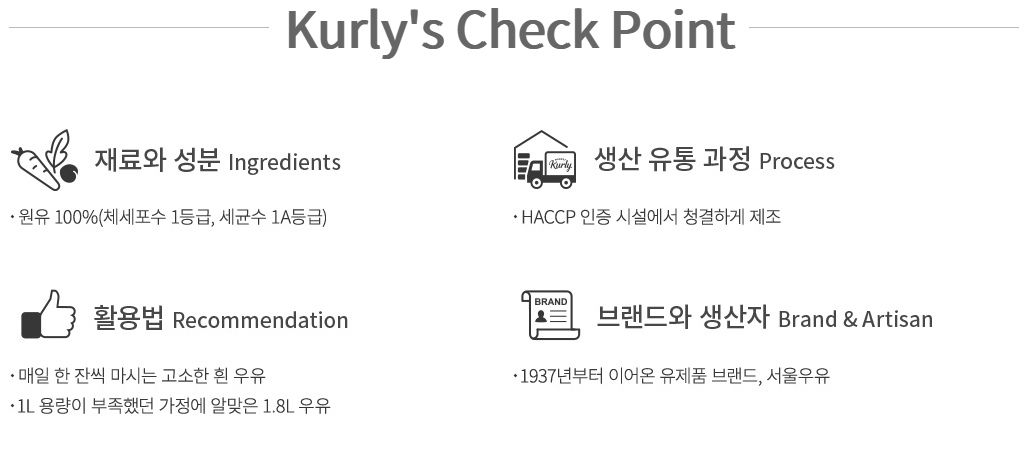 Kurly's Check Point
재료와 성분 Ingredients
· 원유 100%(체세포수 1등급, 세균수 1A등급)
Kurly
생산 유통 과정 Process
· HACCP 인증 시설에서 청결하게 제조
활용법 Recommendation
· 매일 한 잔씩 마시는 고소한 흰 우유
· 1L 용량이 부족했던 가정에 알맞은 1.8L 우유
BRAND
브랜드와 생산자 Brand & Artisan
· 1937년부터 이어온 유제품 브랜드, 서울우유